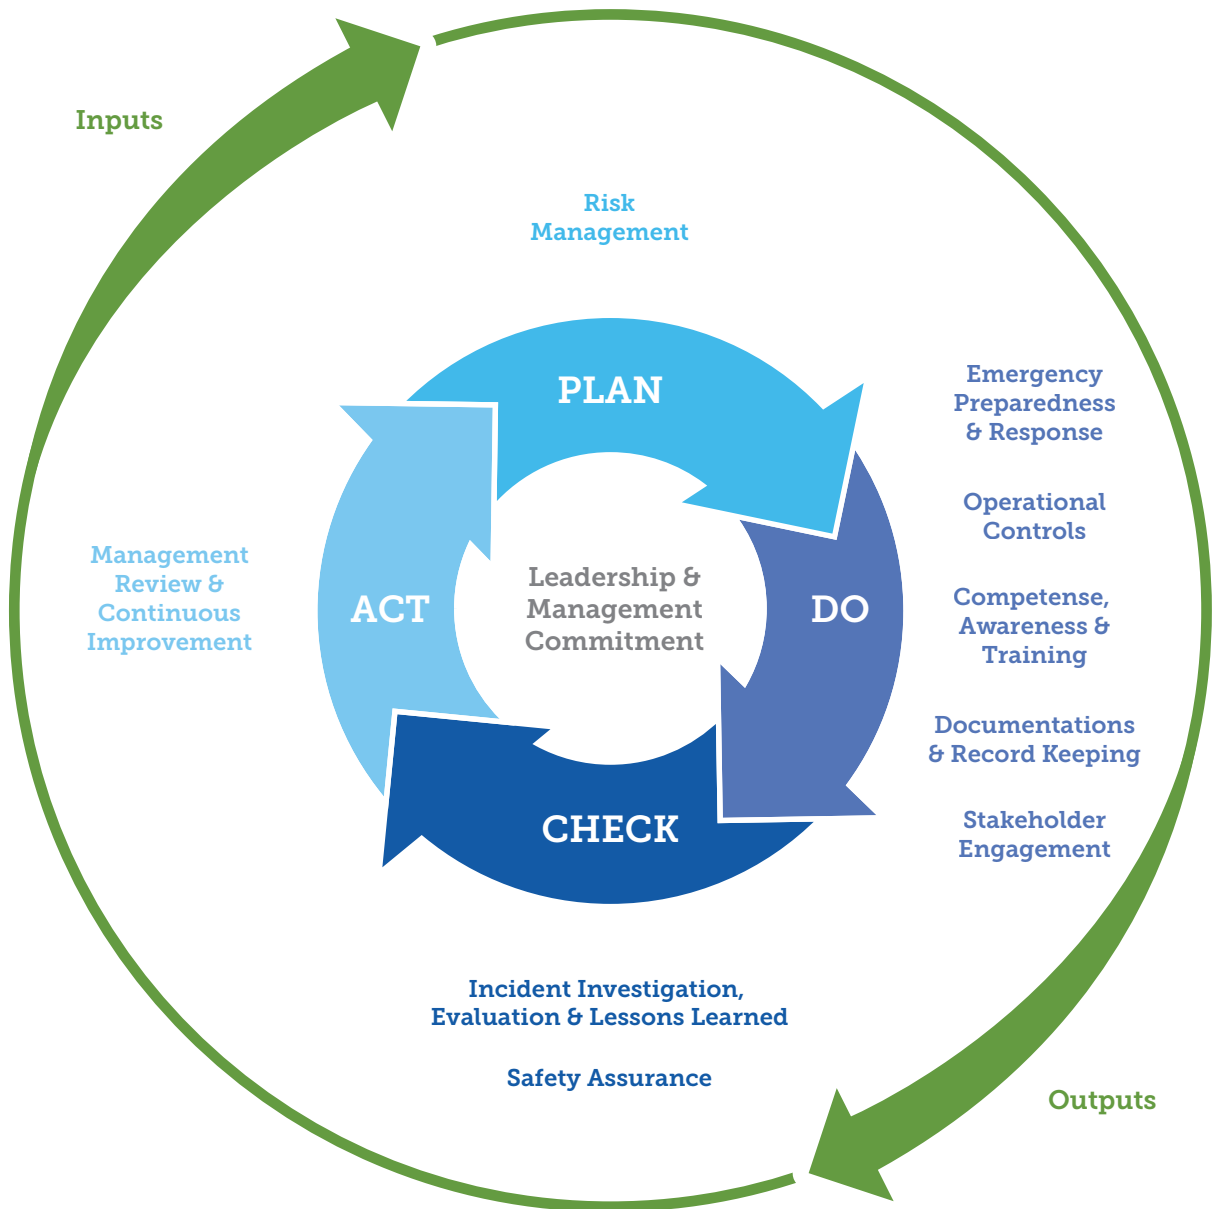 Inputs
Risk
Management
PLAN
Emergency
Preparedness
& Response
Operational
Controls
Management
Review &
Continuous
Improvement
ACT
Leadership &
Management
Commitment
DO
Competense,
Awareness &
Training
Documentations
& Record Keeping
Stakeholder
Engagement
CHECK
Incident Investigation,
Evaluation & Lessons Learned
Safety Assurance
Outputs